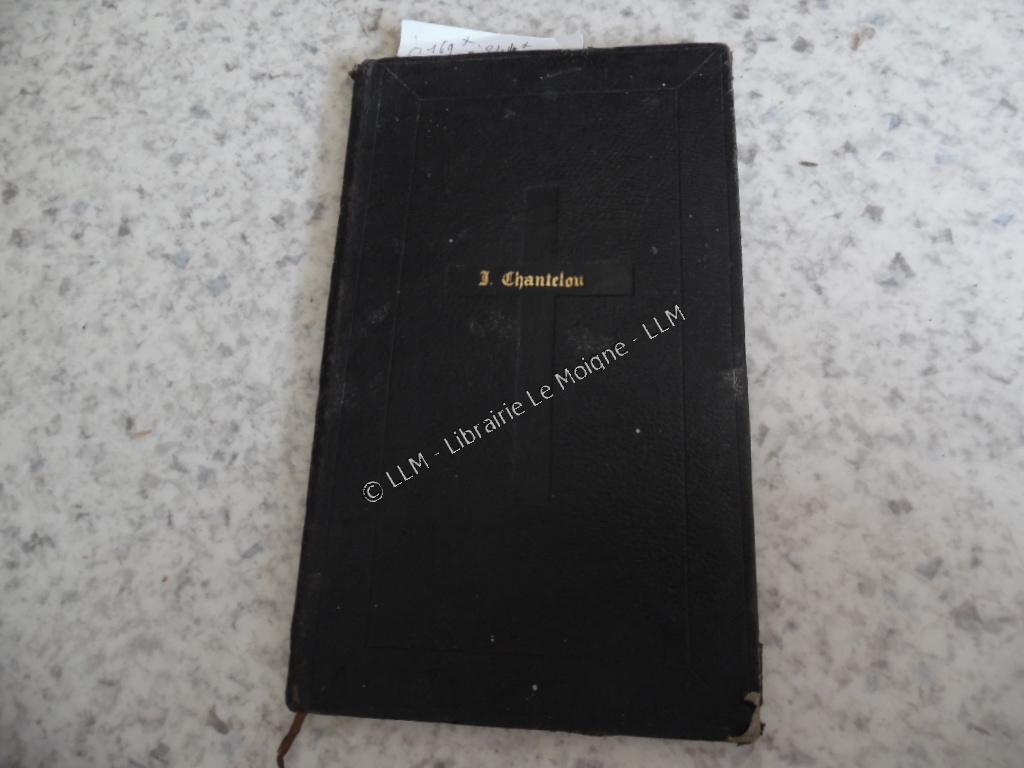 J. Chantelou
© LLM - Librairie Le Moigne - LLM